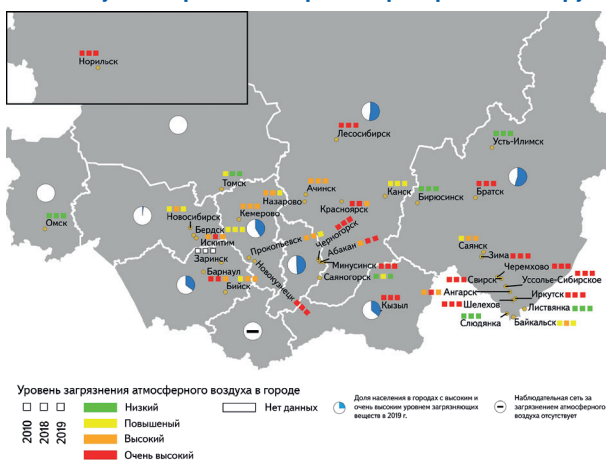 Норильск
Лесосибирск
Усть-Илимск
Томск
Ачинск
Назарово
Канск
Бирюсинск
Братск
Красноярск
Омск
Новосибирск
Кемерово
Бердск
Искитим
Прокопьевск
Черногорск
Абакан
Саянск
Заринск
Зима
Минусинск
Черемхово
Барнаул
Новокузнецк
Саяногорск
Свирск
Уссолье-Сибирское
Бийск
Ангарск
Иркутск
Кызыл
Шелехов
Листвянка
Слюдянка
Байкальск
Уровень загрязнения атмосферного воздуха в городе
2010
2018
2019
Низкий
Повышеный
Высокий
Очень высокий
Нет данных
Доля населения в городах с высоким и
очень высоким уровнем загрязняющих
веществ в 2019 г.
Наблюдательная сеть за
загрязнением атмосферного
воздуха отсутствует